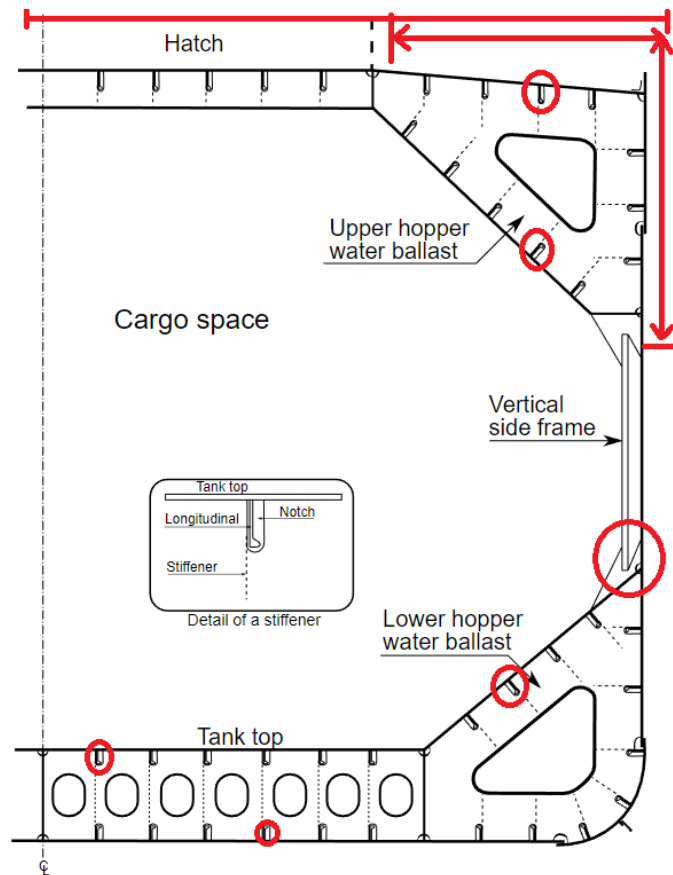 Hatch
Upper hopper
water ballast
Cargo space
Vertical
side frame
Tank top
Longitudinal
Notch
Stiffener
Detail of a stiffener
Lower hopper
water ballast
Tank top
℄